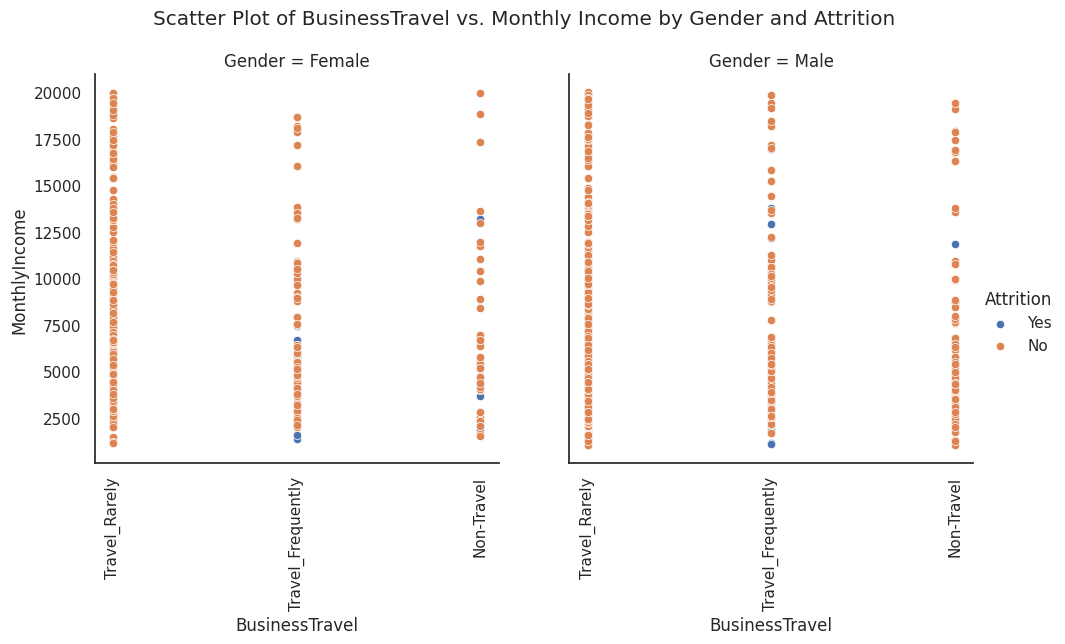 Scatter Plot of BusinessTravel vs. Monthly Income by Gender and Attrition
Gender = Female
Gender = Male
MonthlyIncome
20000
17500
15000
12500
10000
7500
5000
2500
Travel_Rarely
Travel_Frequently
Non-Travel
BusinessTravel
Travel_Rarely
Travel_Frequently
Non-Travel
BusinessTravel
Attrition
Yes
No